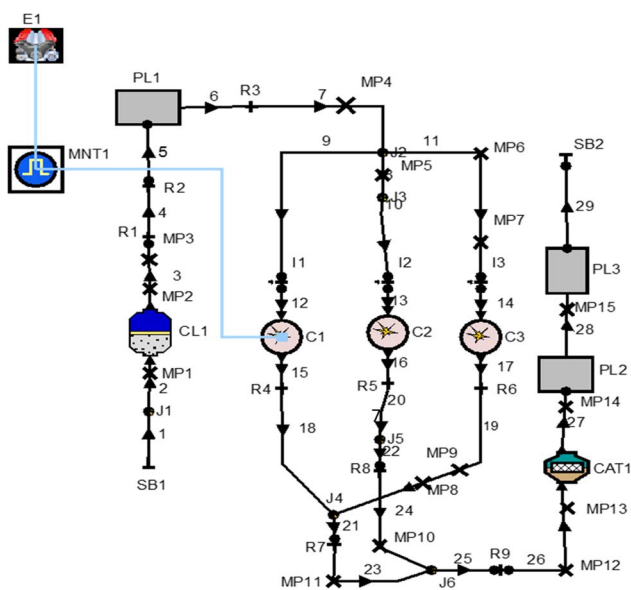 E1
PL1
6
R3
7
MP4
MNT1
5
9
J2
11
MP6
SB2
MP5
8
J3
10
R2
4
R1
MP3
MP7
29
3
MP2
I1
I2
I3
PL3
12
13
14
MP15
28
CL1
C1
C2
C3
MP1
2
15
16
17
PL2
R4
R5
R6
MP14
J1
20
27
1
7
18
J5
19
22
MP9
CAT1
SB1
R8
MP8
J4
24
MP13
21
R7
MP10
R9
MP11
23
J6
25
26
MP12